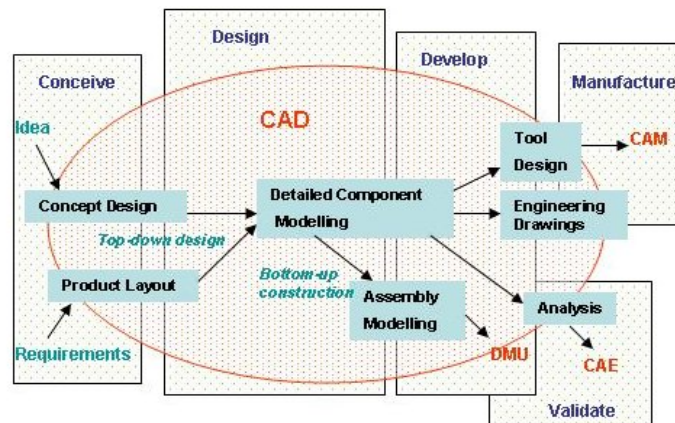 Design
Develop
Conceive
Manufacture
CAD
Idea
Tool
Design
CAM
Concept Design
Detailed Component
Modelling
Engineering
Drawings
Top-down design
Product Layout
Bottom-up
construction
Assembly
Modelling
Analysis
Requirements
DMU
CAE
Validate